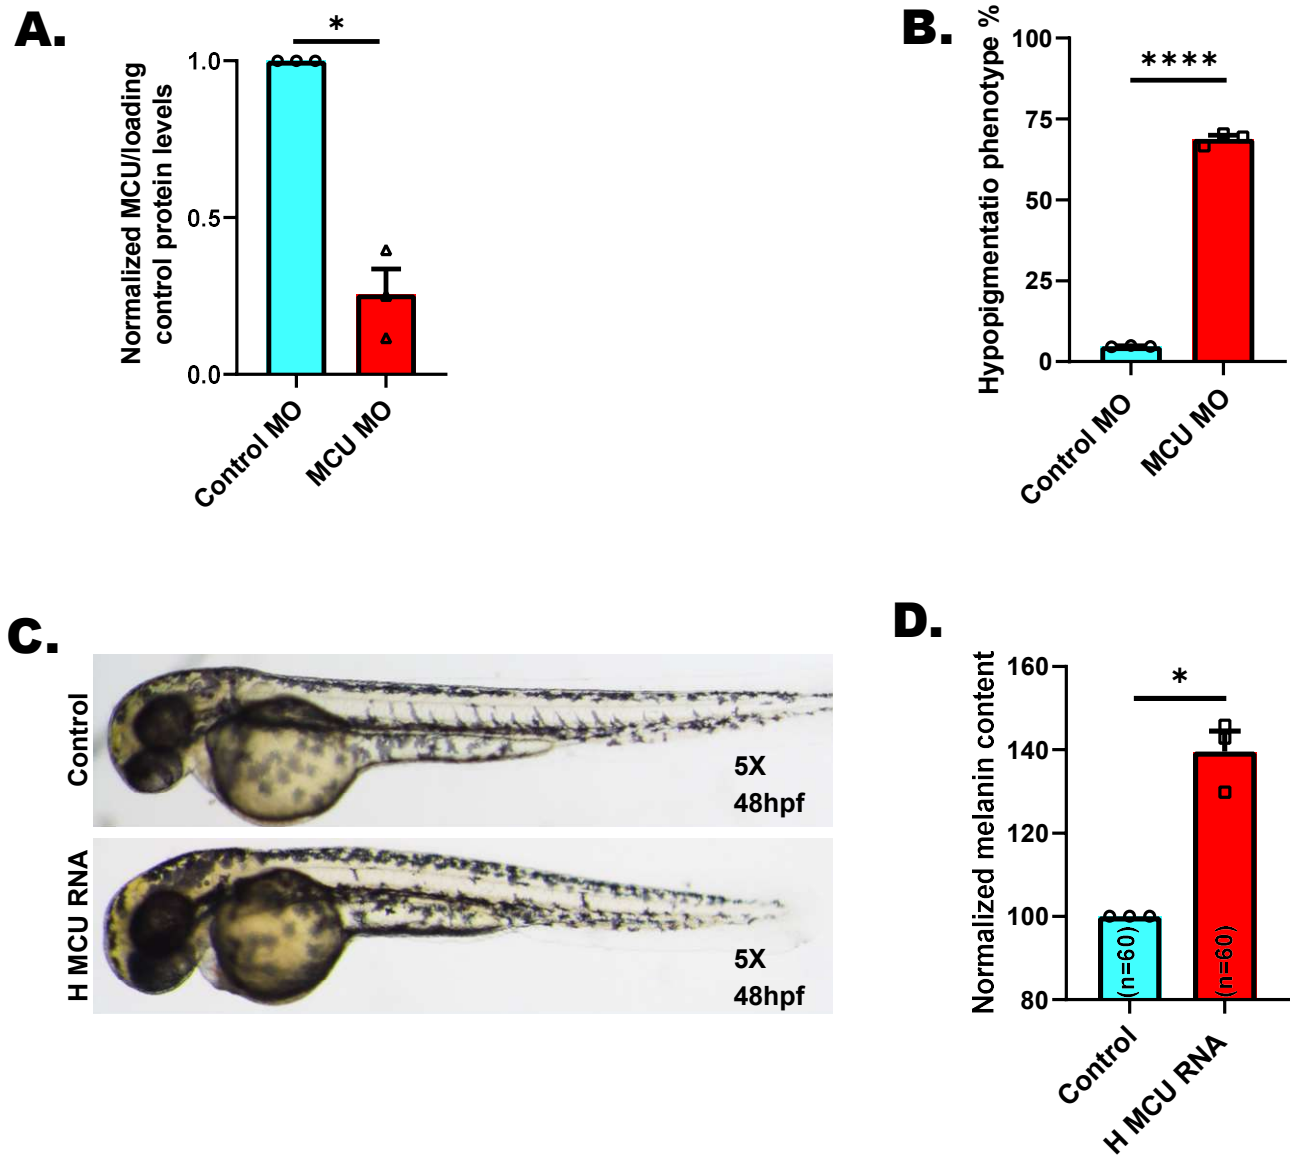 A.
*
Normalized MCU/loading
control protein levels
1.0
0.5
0.0
Control MO
MCU MO
B.
****
Hypopigmentatio phenotype %
100
75
50
25
0
Control MO
MCU MO
C.
Control
5X
48hpf
H MCU RNA
5X
48hpf
D.
*
Normalized melanin content
160
140
120
100
80
(n=60)
(n=60)
Control
H MCU RNA